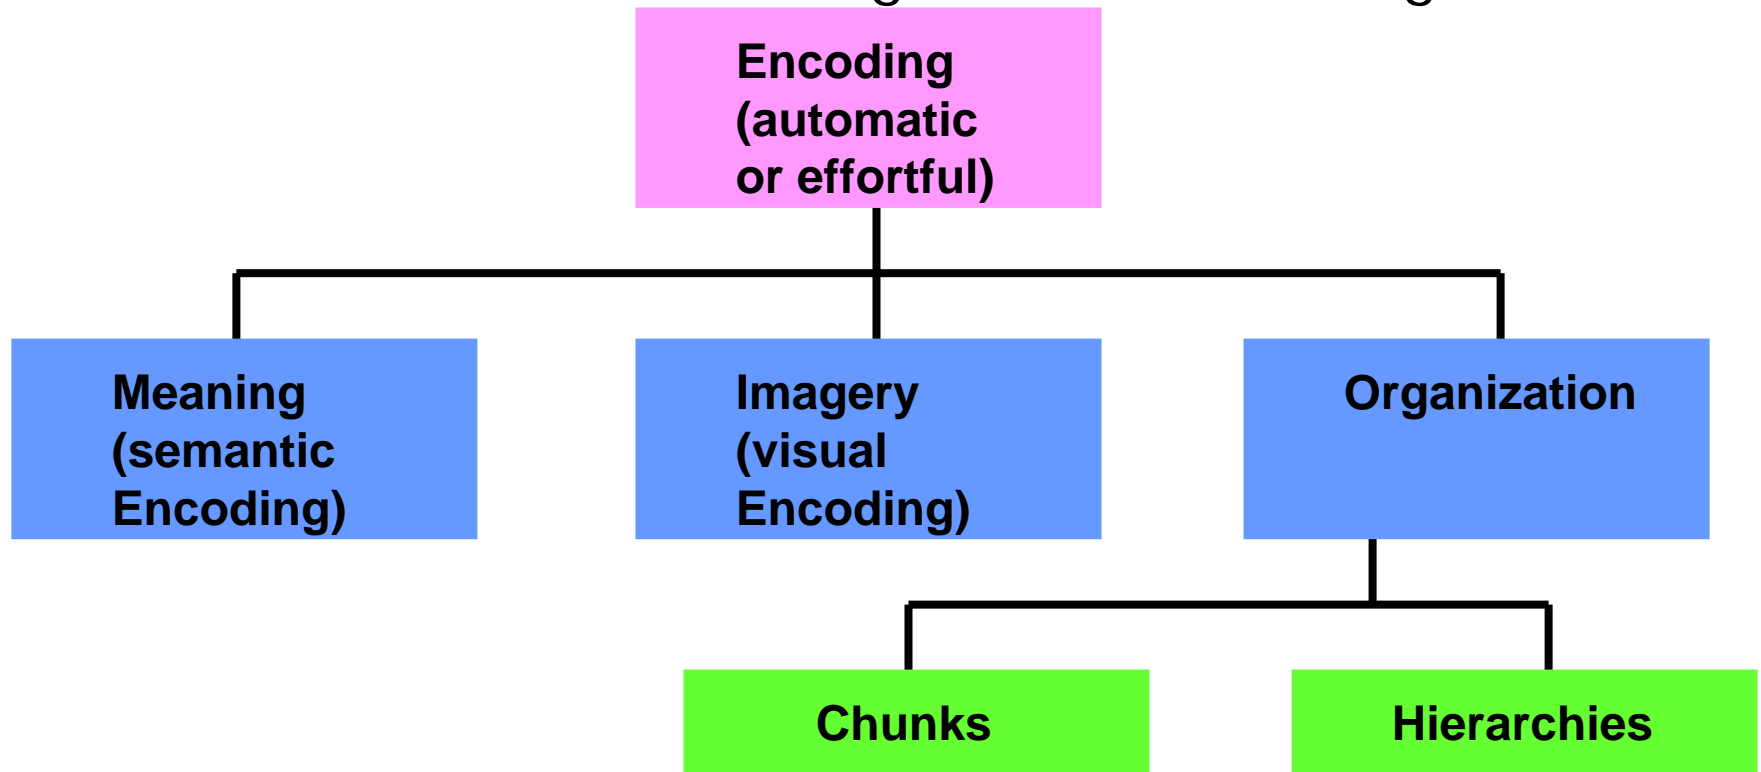 Encoding
(automatic
or effortful)
Meaning
(semantic
Encoding)
Imagery
(visual
Encoding)
Organization
Chunks
Hierarchies